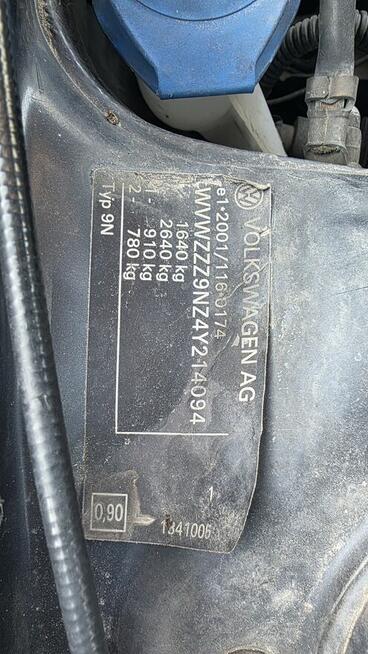 VOLKSWAGEN AG
e1*2001/116*0174
WVWZZZ9NZ4Y214094
1640 kg
2640 kg
1 - 910 kg
2 - 780 kg
Typ 9N
1
0,90
1341006